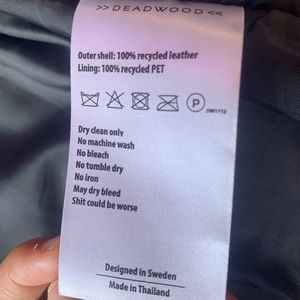 >>DEADWOOD<<
Outer shell: 100% recycled leather
Lining: 100% recycled PET
P
DW1712
Dry clean only
No machine wash
No bleach
No tumble dry
No iron
May dry bleed
Shit could be worse
Designed in Sweden
Made in Thailand